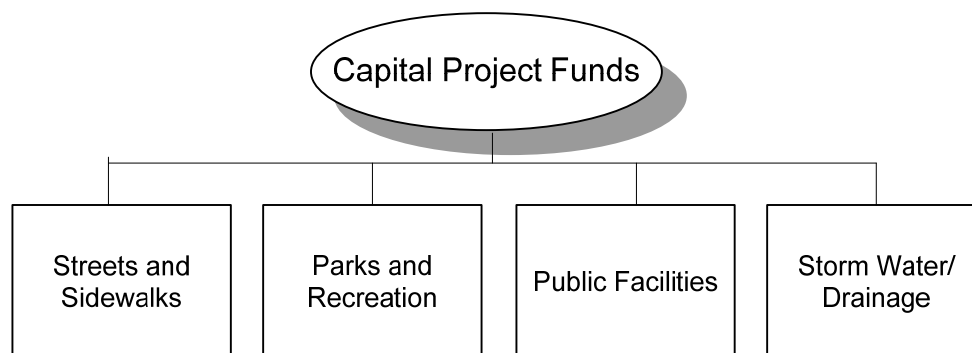 Capital Project Funds
Streets and
Sidewalks
Parks and
Recreation
Public Facilities
Storm Water/
Drainage